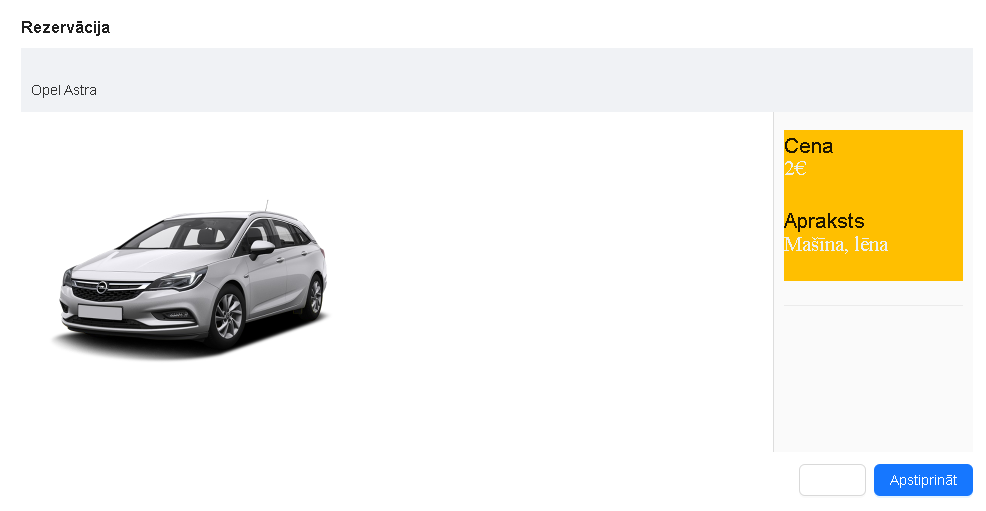 Rezervācija
Opel Astra
Cena
2€
Apraksts
Mašīna, lēna
Apstiprināt